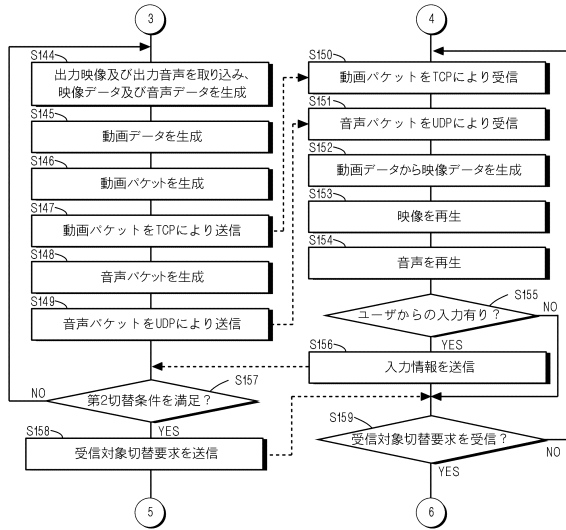 3
S144
出力映像及び出力音声を取り込み、
映像データ及び音声データを生成
S145
動画データを生成
S146
動画パケットを生成
S147
動画パケットをTCPにより送信
S148
音声パケットを生成
S149
音声パケットをUDPにより送信
S157
第2切替条件を満足？
NO
YES
S158
受信対象切替要求を送信
5
4
S150
動画パケットをTCPにより受信
S151
音声パケットをUDPにより受信
S152
動画データから映像データを生成
S153
映像を再生
S154
音声を再生
S155
ユーザからの入力有り？
NO
YES
S156
入力情報を送信
S159
受信対象切替要求を受信？
NO
YES
6